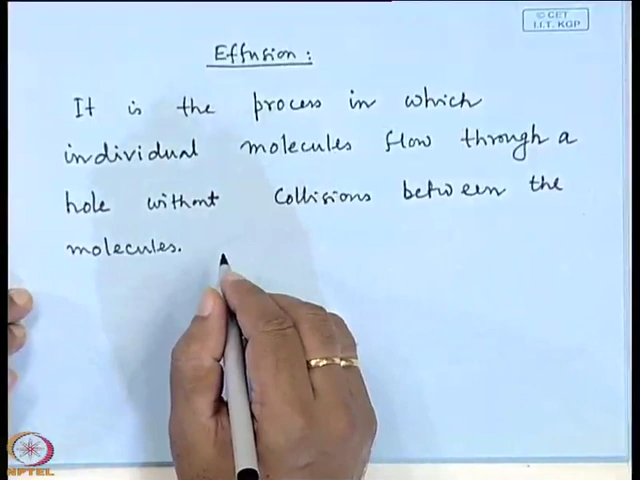 © CET
I.I.T. KGP
Effusion:
It is the process in which
individual molecules flow through a
hole without collisions between the
molecules.
NPTEL